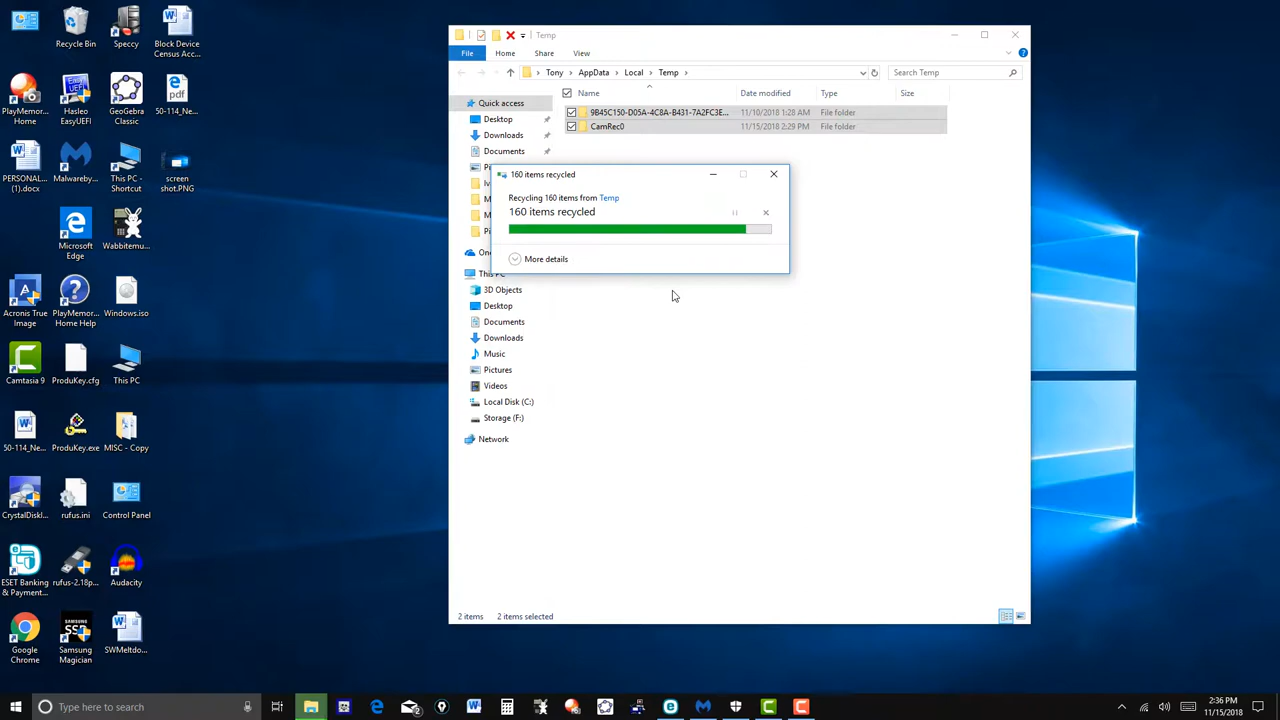 Recycle Bin
Speccy
Block Device
Census Acc...
PlayMemor...
Home
Plasleo
EasyUEFI
GeoGebra
Classic
50-114_Ne...
PERSONAL...
(1).docx
Malwareby...
This PC -
Shortcut
screen
shot.PNG
Microsoft
Edge
Wabbitemu...
Acronis True
Image
PlayMemor...
Home Help
Windows.iso
Camtasia 9
ProduKey.cfg
This PC
50-114_Ne...
ProduKey.exe
MISC - Copy
CrystalDiskI...
rufus.ini
Control Panel
ESET Banking
& Payment...
rufus-2.18p...
Audacity
Google
Chrome
Samsung
Magician
SWMeltdo...
Temp
File
Home
Share
View
Tony
AppData
Local
Temp
Search Temp
Name
Date modified
Type
Size
Quick access
Desktop
Downloads
Documents
This PC
3D Objects
Desktop
Documents
Downloads
Music
Pictures
Videos
Local Disk (C:)
Storage (F:)
Network
9B45C150-D05A-4C8A-B431-7A2FC3E... 11/10/2018 1:28 AM File folder
CamRec0 11/15/2018 2:29 PM File folder
160 items recycled
Recycling 160 items from Temp
160 items recycled
More details
2 items 2 items selected
Type here to search
2:36 PM
11/15/2018